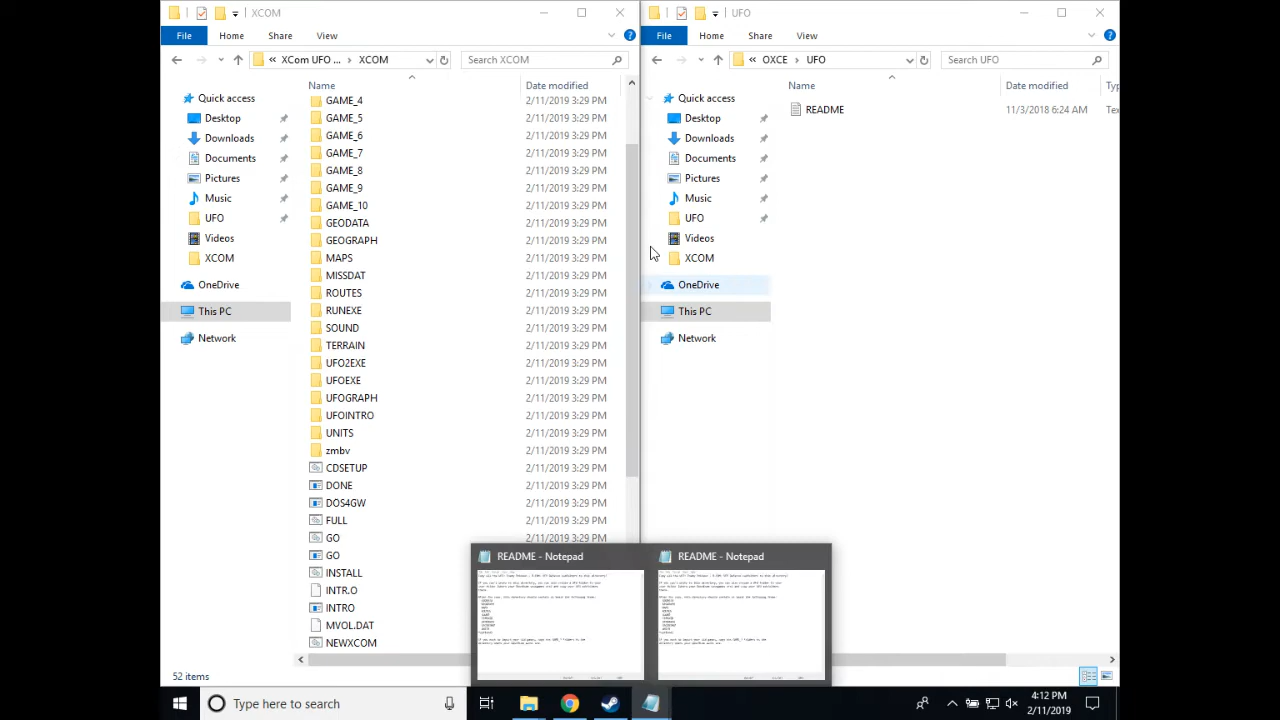 XCOM
File Home Share View
« XCom UFO ... > XCOM
Search XCOM
Quick access
Desktop
Downloads
Documents
Pictures
Music
UFO
Videos
XCOM
OneDrive
This PC
Network
Name Date modified
GAME_4 2/11/2019 3:29 PM
GAME_5 2/11/2019 3:29 PM
GAME_6 2/11/2019 3:29 PM
GAME_7 2/11/2019 3:29 PM
GAME_8 2/11/2019 3:29 PM
GAME_9 2/11/2019 3:29 PM
GAME_10 2/11/2019 3:29 PM
GEODATA 2/11/2019 3:29 PM
GEOGRAPH 2/11/2019 3:29 PM
MAPS 2/11/2019 3:29 PM
MISSDAT 2/11/2019 3:29 PM
ROUTES 2/11/2019 3:29 PM
RUNEXE 2/11/2019 3:29 PM
SOUND 2/11/2019 3:29 PM
TERRAIN 2/11/2019 3:29 PM
UFO2EXE 2/11/2019 3:29 PM
UFOEXE 2/11/2019 3:29 PM
UFOGRAPH 2/11/2019 3:29 PM
UFOINTRO 2/11/2019 3:29 PM
UNITS 2/11/2019 3:29 PM
zmbv 2/11/2019 3:29 PM
CDSETUP 2/11/2019 3:29 PM
DONE 2/11/2019 3:29 PM
DOS4GW 2/11/2019 3:29 PM
FULL 2/11/2019 3:29 PM
GO 2/11/2019 3:29 PM
GO
INSTALL
INTR.O
INTRO
MVOL.DAT
NEWXCOM
52 items
UFO
File Home Share View
« OXCE > UFO
Search UFO
Quick access
Desktop
Downloads
Documents
Pictures
Music
UFO
Videos
XCOM
OneDrive
This PC
Network
Name Date modified Ty
README 11/3/2018 6:24 AM Te
README - Notepad
README - Notepad
Type here to search
4:12 PM
2/11/2019